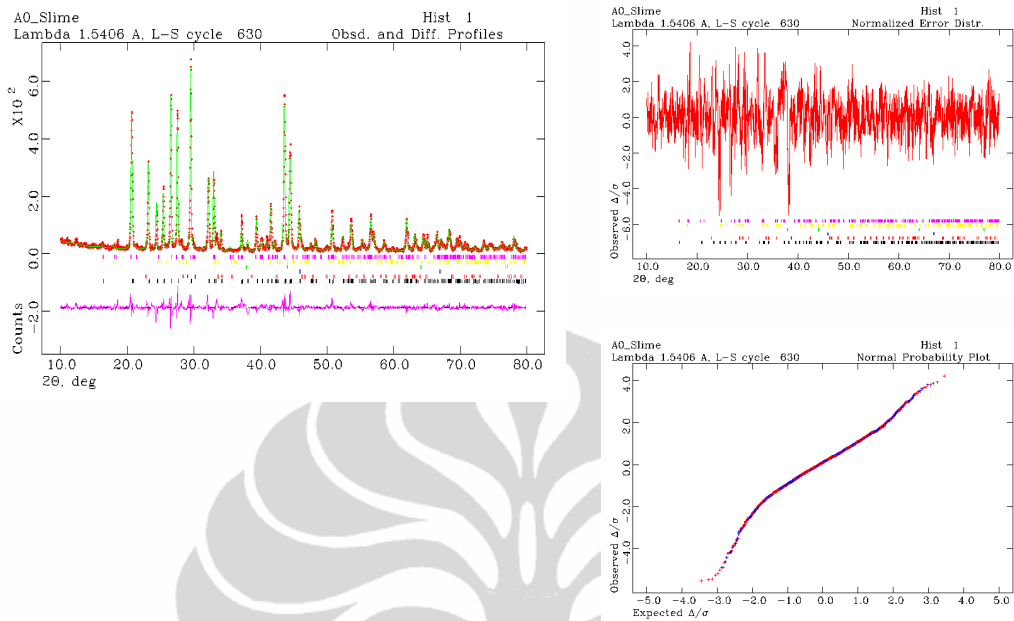 A0_Slime Hist 1
Lambda 1.5406 A, L-S cycle 630 Obsd. and Diff. Profiles
X10 2
Counts
6.0
4.0
2.0
0.0
-2.0
10.0 20.0 30.0 40.0 50.0 60.0 70.0 80.0
2θ, deg
A0_Slime Hist 1
Lambda 1.5406 A, L-S cycle 630 Normalized Error Distr.
Observed Δ/σ
4.0
2.0
0.0
-2.0
-4.0
-6.0
10.0 20.0 30.0 40.0 50.0 60.0 70.0 80.0
2θ, deg
A0_Slime Hist 1
Lambda 1.5406 A, L-S cycle 630 Normal Probability Plot
Observed Δ/σ
4.0
2.0
0.0
-2.0
-4.0
-5.0 -4.0 -3.0 -2.0 -1.0 0.0 1.0 2.0 3.0 4.0 5.0
Expected Δ/σ